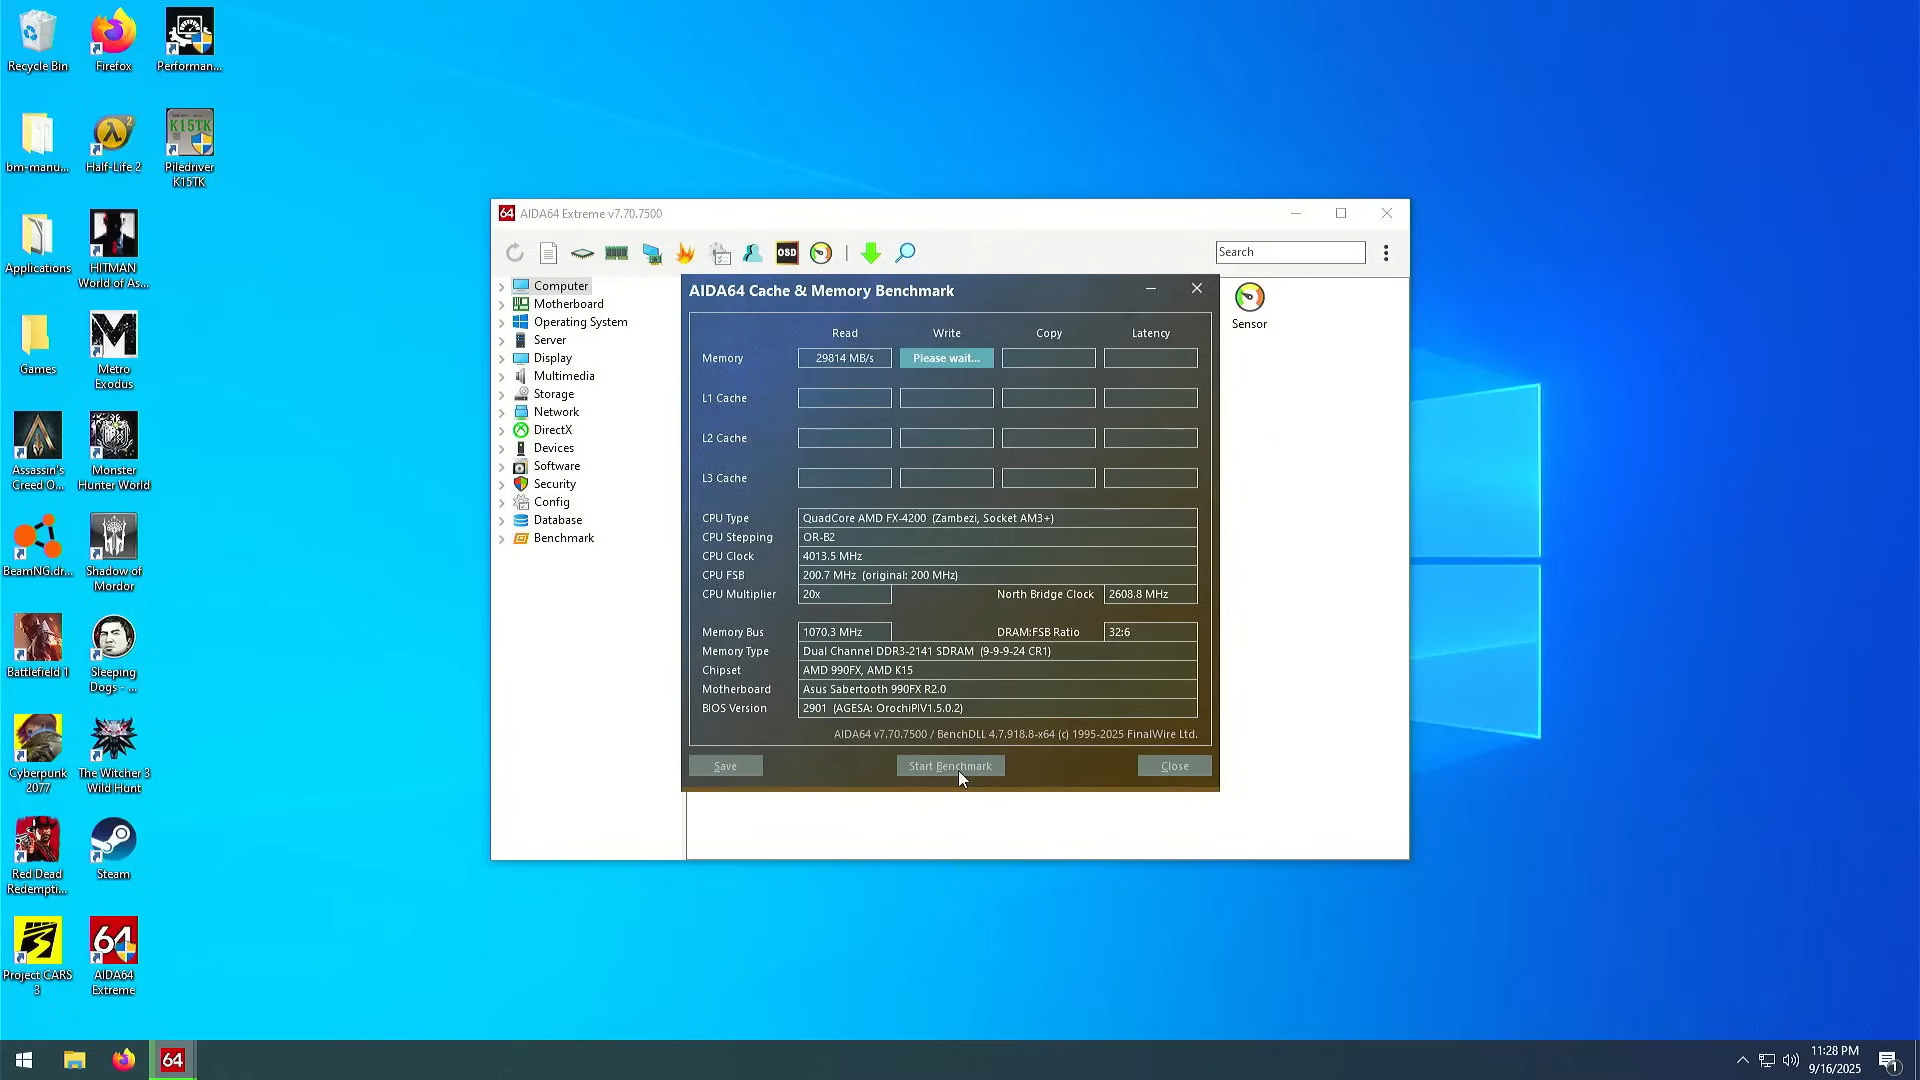 Recycle Bin
Firefox
Performan...
bm-manu...
Half-Life 2
2
K15TK
Piledriver
K15TK
Applications
HITMAN
World of As...
Games
Metro
Exodus
Assassin's
Creed O...
Monster
Hunter World
BeamNG.dr...
Shadow of
Mordor
Battlefield 1
Sleeping
Dogs - ...
Cyberpunk
2077
The Witcher 3
Wild Hunt
Red Dead
Redempti...
Steam
Project CARS
3
64
AIDA64
Extreme
64 AIDA64 Extreme v7.70.7500
OSD
Search
Computer
Motherboard
Operating System
Server
Display
Multimedia
Storage
Network
DirectX
Devices
Software
Security
Config
Database
Benchmark
Sensor
AIDA64 Cache & Memory Benchmark
Read Write Copy Latency
Memory 29814 MB/s Please wait...
L1 Cache
L2 Cache
L3 Cache
CPU Type QuadCore AMD FX-4200 (Zambezi, Socket AM3+)
CPU Stepping OR-B2
CPU Clock 4013.5 MHz
CPU FSB 200.7 MHz (original: 200 MHz)
CPU Multiplier 20x North Bridge Clock 2608.8 MHz
Memory Bus 1070.3 MHz DRAM:FSB Ratio 32:6
Memory Type Dual Channel DDR3-2141 SDRAM (9-9-9-24 CR1)
Chipset AMD 990FX, AMD K15
Motherboard Asus Sabertooth 990FX R2.0
BIOS Version 2901 (AGESA: OrochiPIV1.5.0.2)
AIDA64 v7.70.7500 / BenchDLL 4.7.918.8-x64 (c) 1995-2025 FinalWire Ltd.
Save Start Benchmark Close
64
11:28 PM
9/16/2025
1